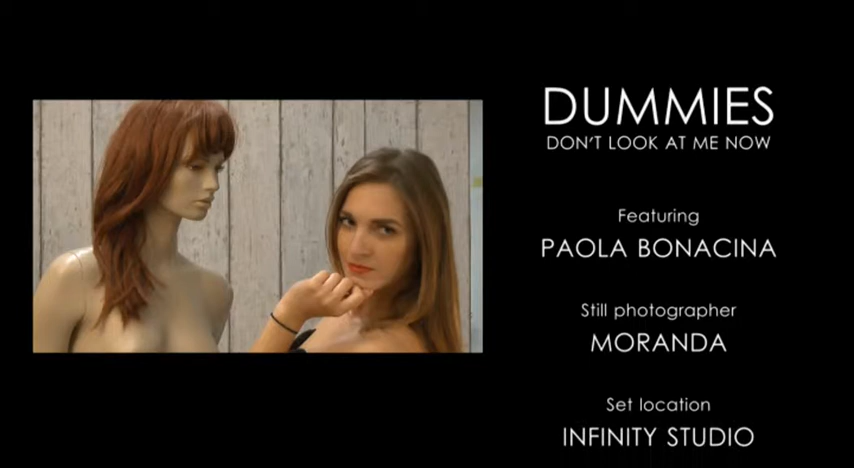 DUMMIES
DON'T LOOK AT ME NOW
Featuring
PAOLA BONACINA
Still photographer
MORANDA
Set location
INFINITY STUDIO